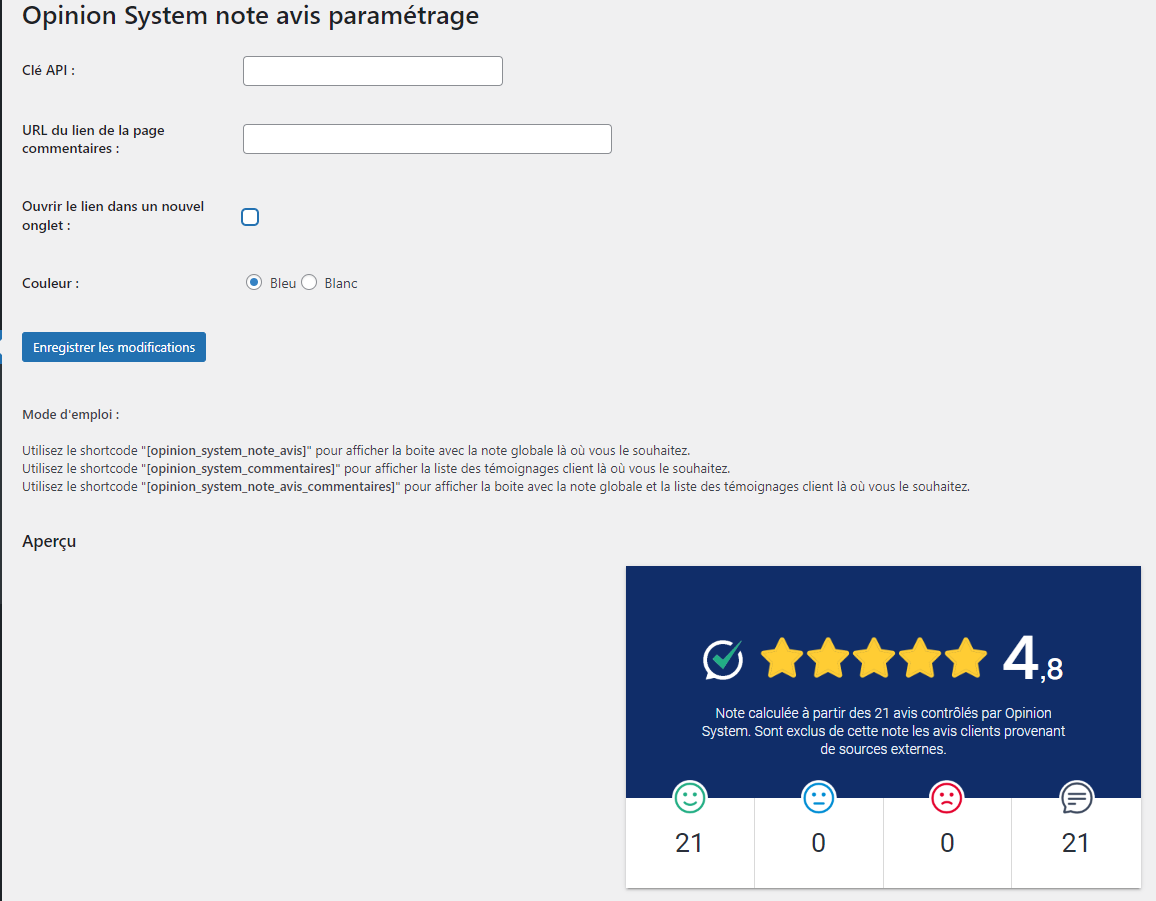 Opinion System note avis paramétrage
Clé API :
URL du lien de la page
commentaires :
Ouvrir le lien dans un nouvel
onglet :
Couleur :
Bleu Blanc
Enregistrer les modifications
Mode d'emploi :
Utilisez le shortcode "[opinion_system_note_avis]" pour afficher la boite avec la note globale là où vous le souhaitez.
Utilisez le shortcode "[opinion_system_commentaires]" pour afficher la liste des témoignages client là où vous le souhaitez.
Utilisez le shortcode "[opinion_system_note_avis_commentaires]" pour afficher la boite avec la note globale et la liste des témoignages client là où vous le souhaitez.
Aperçu
4,8
Note calculée à partir des 21 avis contrôlés par Opinion
System. Sont exclus de cette note les avis clients provenant
de sources externes.
21 0 0 21